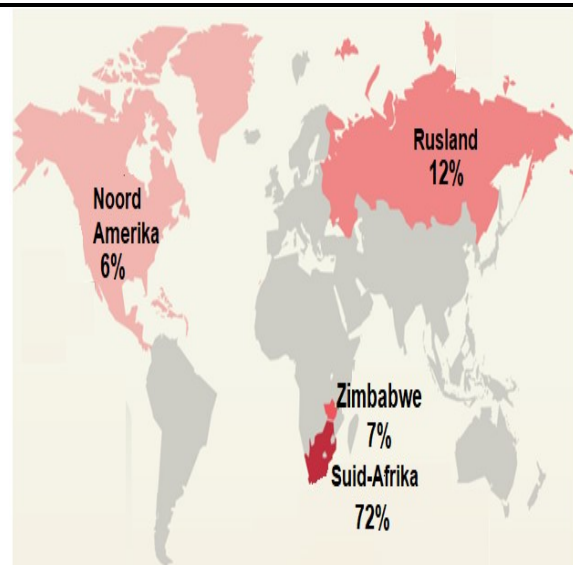 Rusland
12%
Noord
Amerika
6%
Zimbabwe
7%
Suid-Afrika
72%